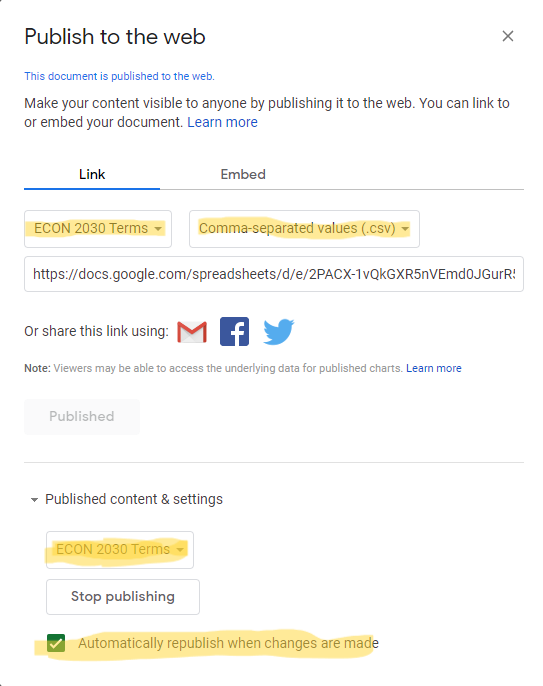 Publish to the web
This document is published to the web.
Make your content visible to anyone by publishing it to the web. You can link to
or embed your document. Learn more
Link Embed
ECON 2030 Terms Comma-separated values (.csv)
https://docs.google.com/spreadsheets/d/e/2PACX-1vQkGXR5nVEmd0JGurR5
Or share this link using:
Note: Viewers may be able to access the underlying data for published charts. Learn more
Published
Published content & settings
ECON 2030 Terms
Stop publishing
Automatically republish when changes are made